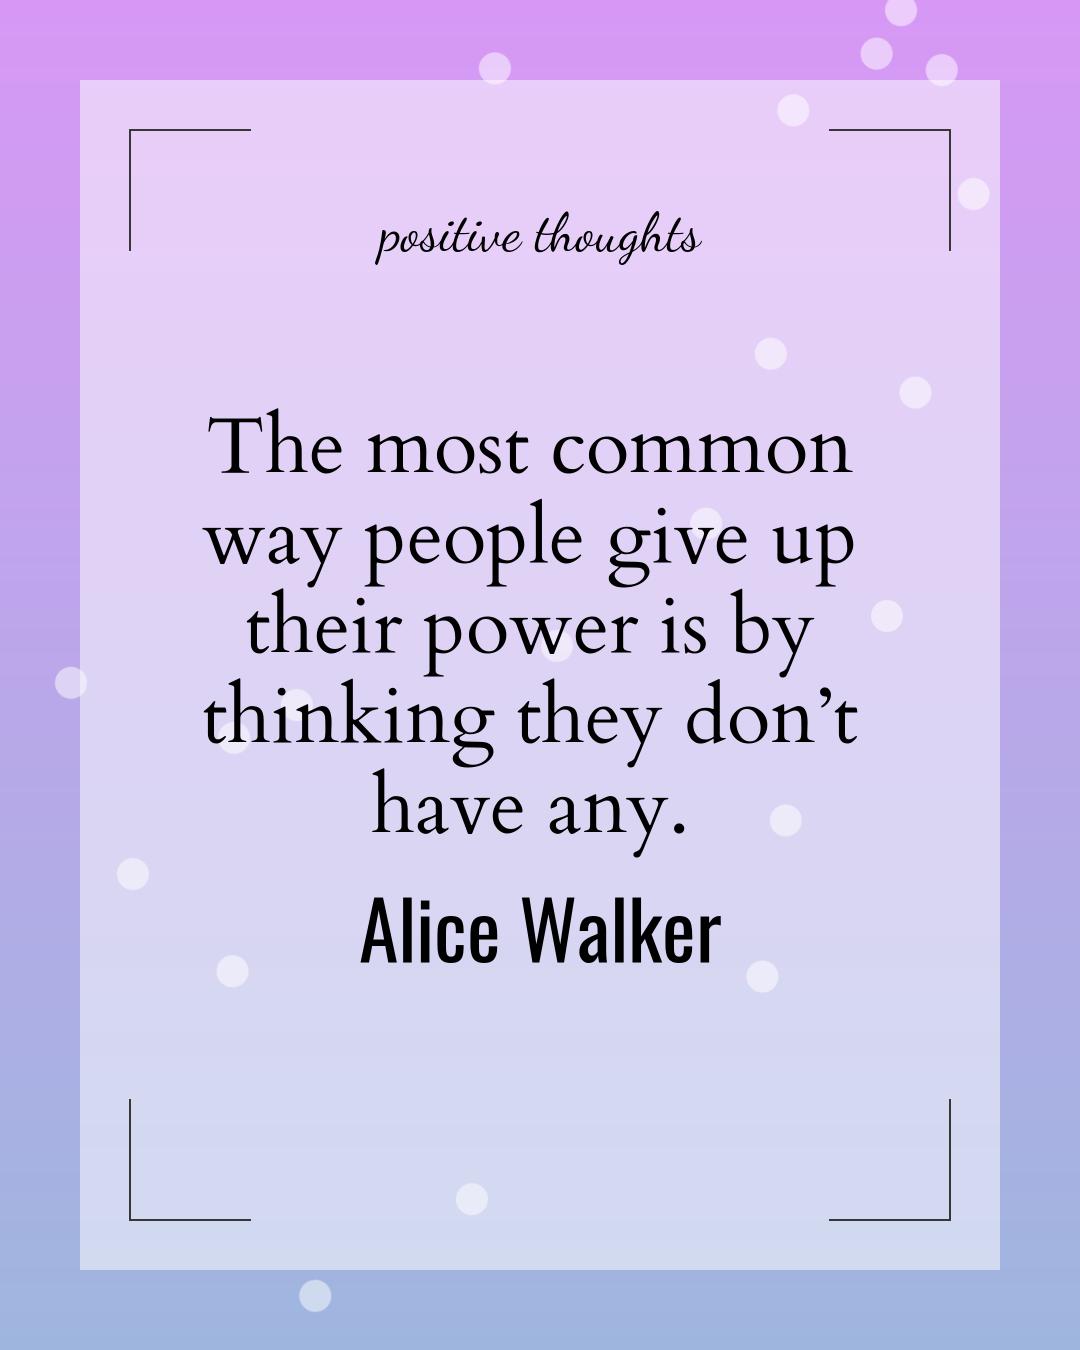 positive thoughts
The most common
way people give up
their power is by
thinking they don’t
have any.
Alice Walker